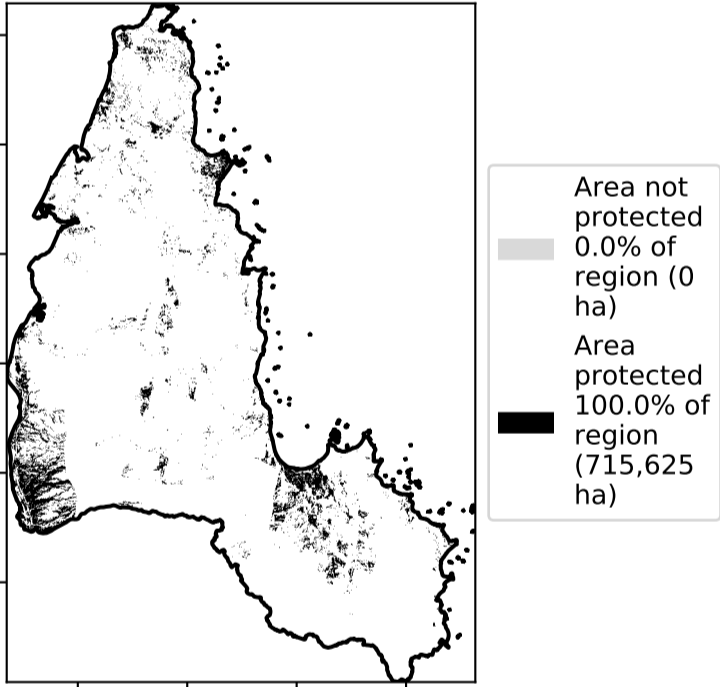 Area not
protected
0.0% of
region (0
ha)
Area
protected
100.0% of
region
(715,625
ha)